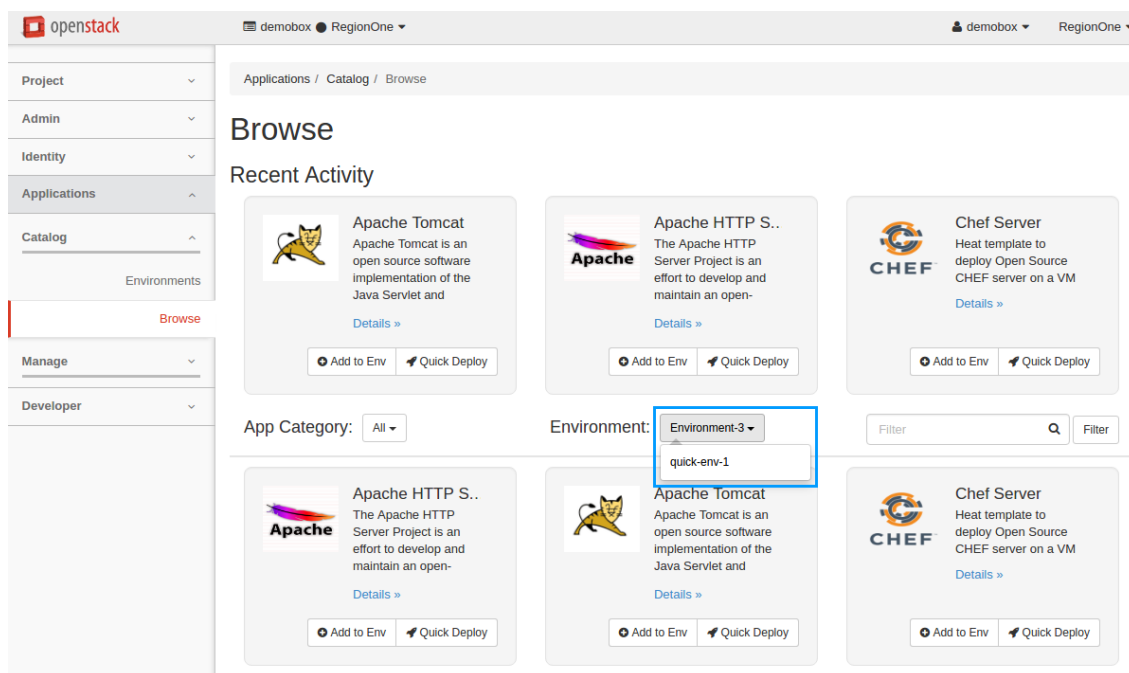 openstack
demobox RegionOne
demobox RegionOne
Project
Admin
Identity
Applications
Catalog
Environments
Browse
Manage
Developer
Applications / Catalog / Browse
Browse
Recent Activity
Apache Tomcat
Apache Tomcat is an
open source software
implementation of the
Java Servlet and
Details »
Add to Env Quick Deploy
Apache
Apache HTTP S..
The Apache HTTP
Server Project is an
effort to develop and
maintain an open-
Details »
Add to Env Quick Deploy
CHEF
Chef Server
Heat template to
deploy Open Source
CHEF server on a VM
Details »
Add to Env Quick Deploy
App Category: All
Environment: Environment-3
quick-env-1
Filter Filter
Apache
Apache HTTP S..
The Apache HTTP
Server Project is an
effort to develop and
maintain an open-
Details »
Add to Env Quick Deploy
Apache Tomcat
Apache Tomcat is an
open source software
implementation of the
Java Servlet and
Details »
Add to Env Quick Deploy
CHEF
Chef Server
Heat template to
deploy Open Source
CHEF server on a VM
Details »
Add to Env Quick Deploy